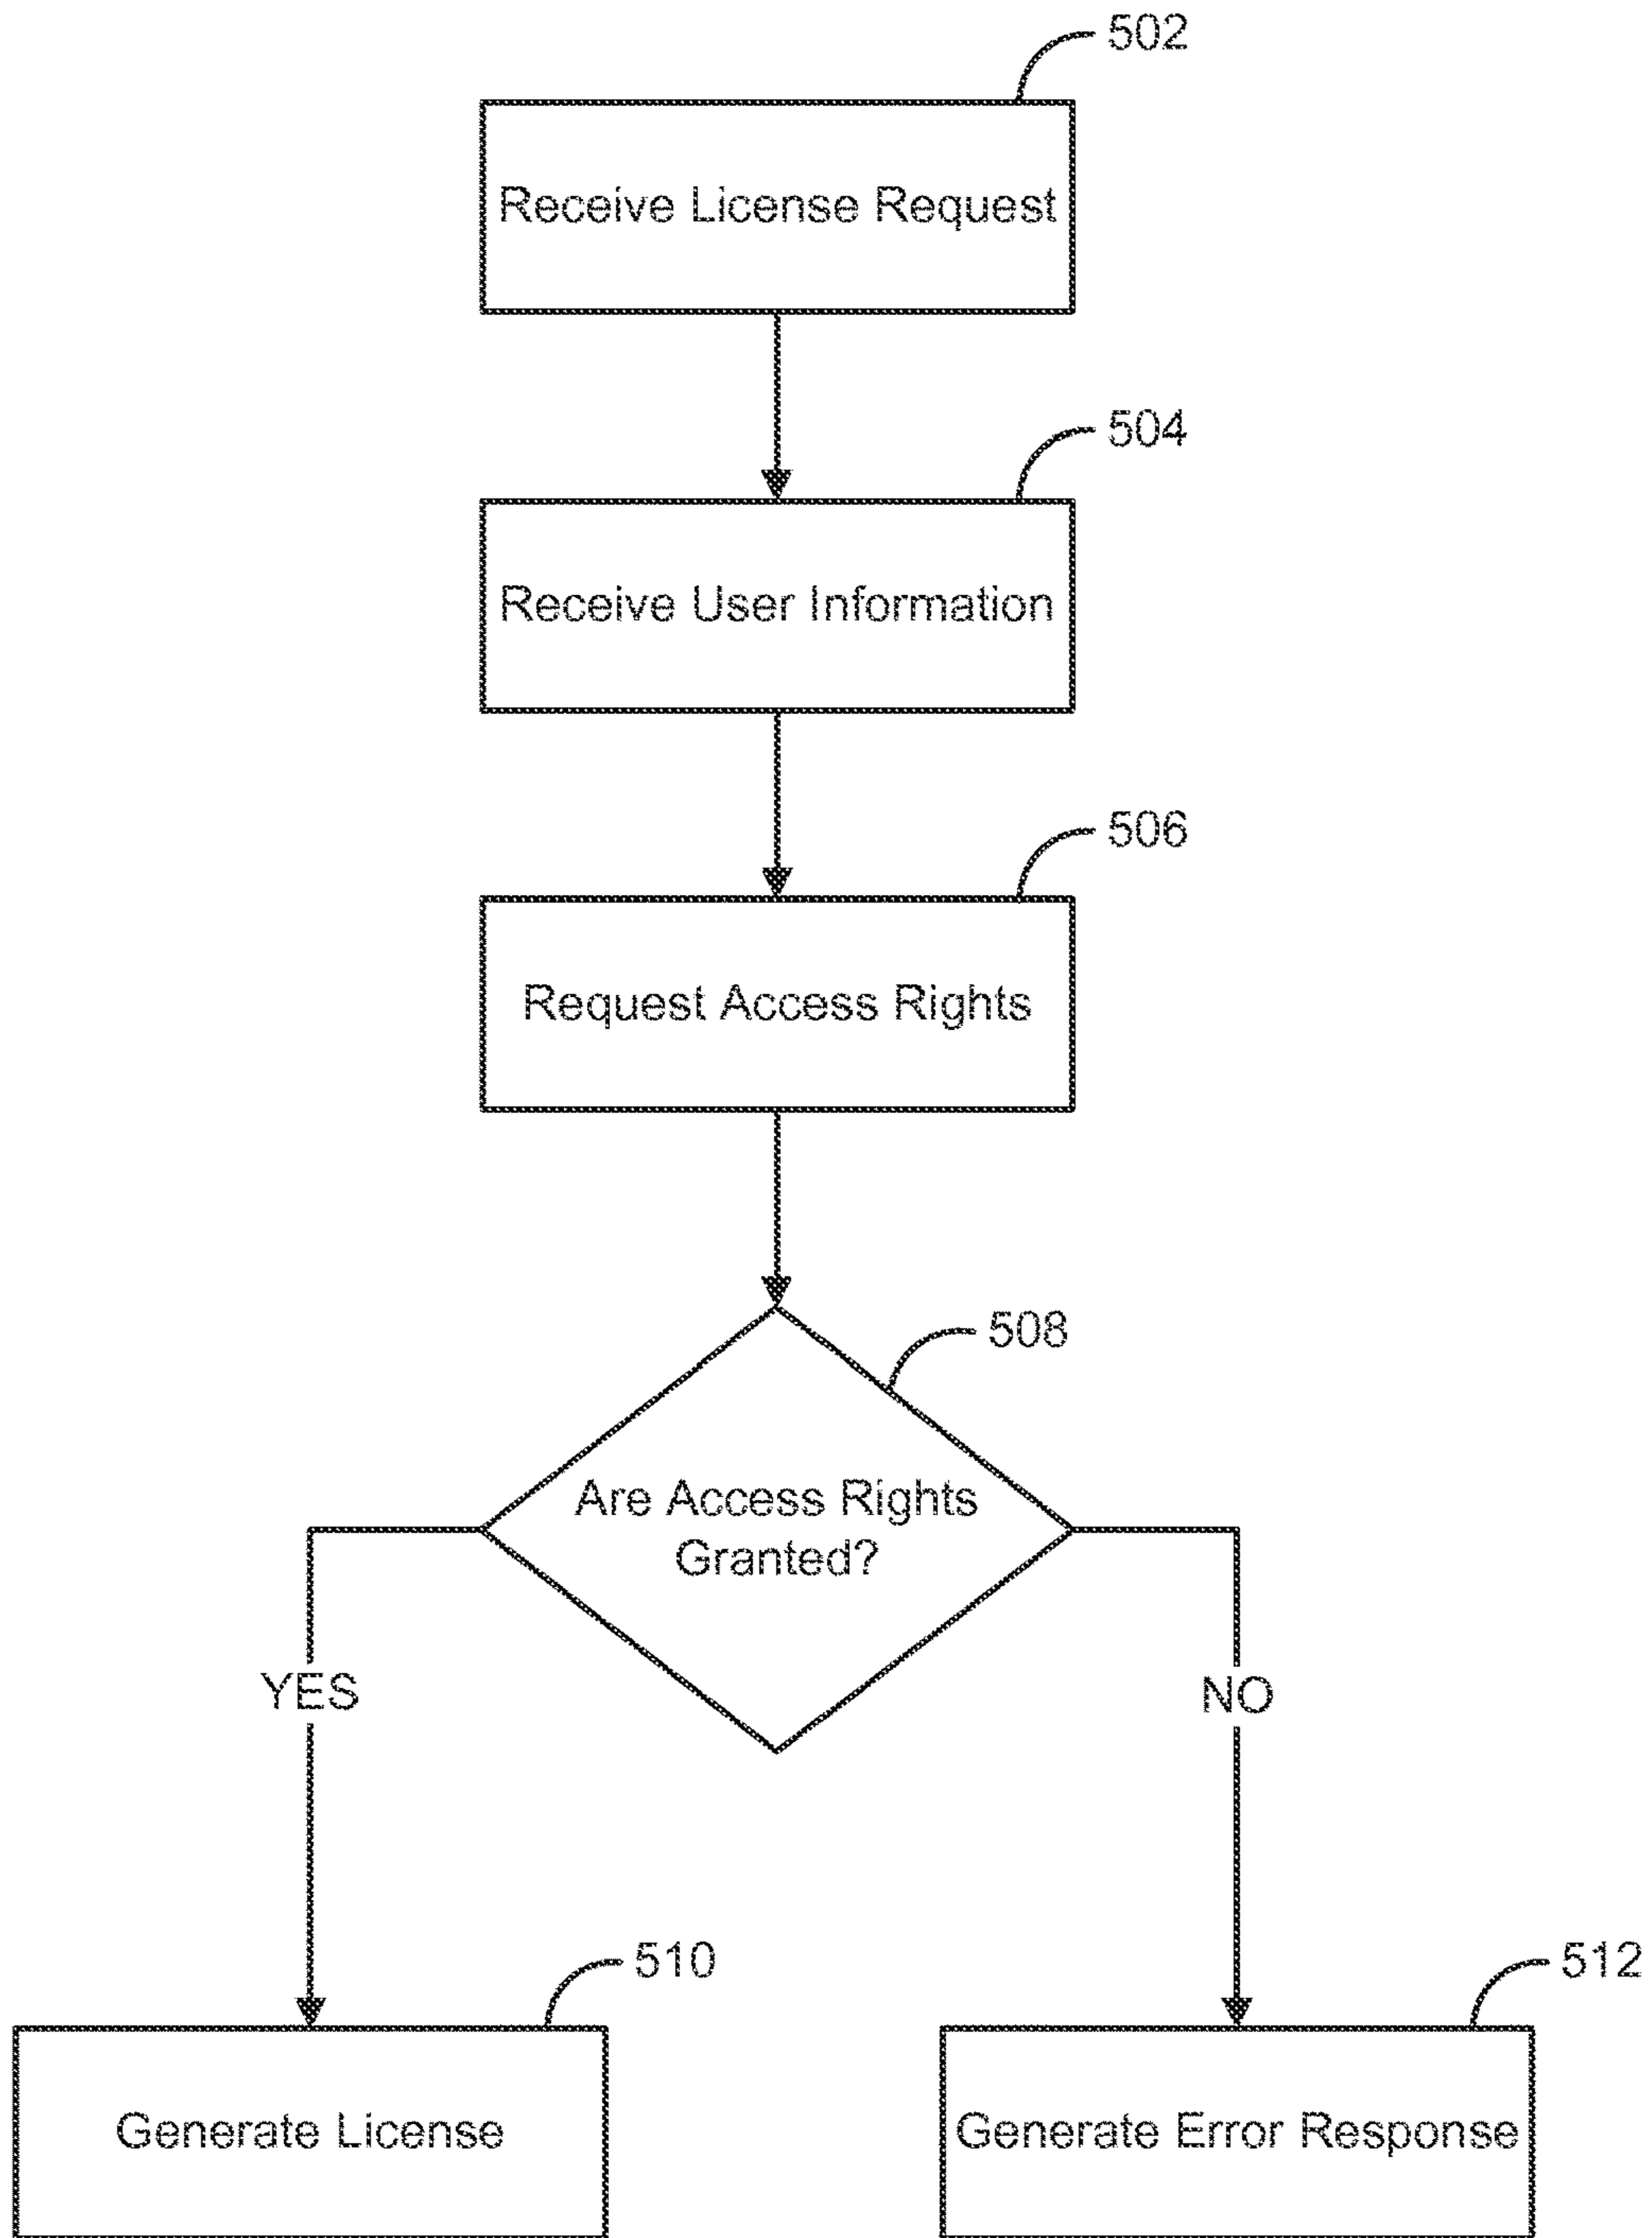 502
Receive License Request
504
Receive User Information
506
Request Access Rights
508
Are Access Rights
Granted?
YES
NO
510
512
Generate License
Generate Error Response